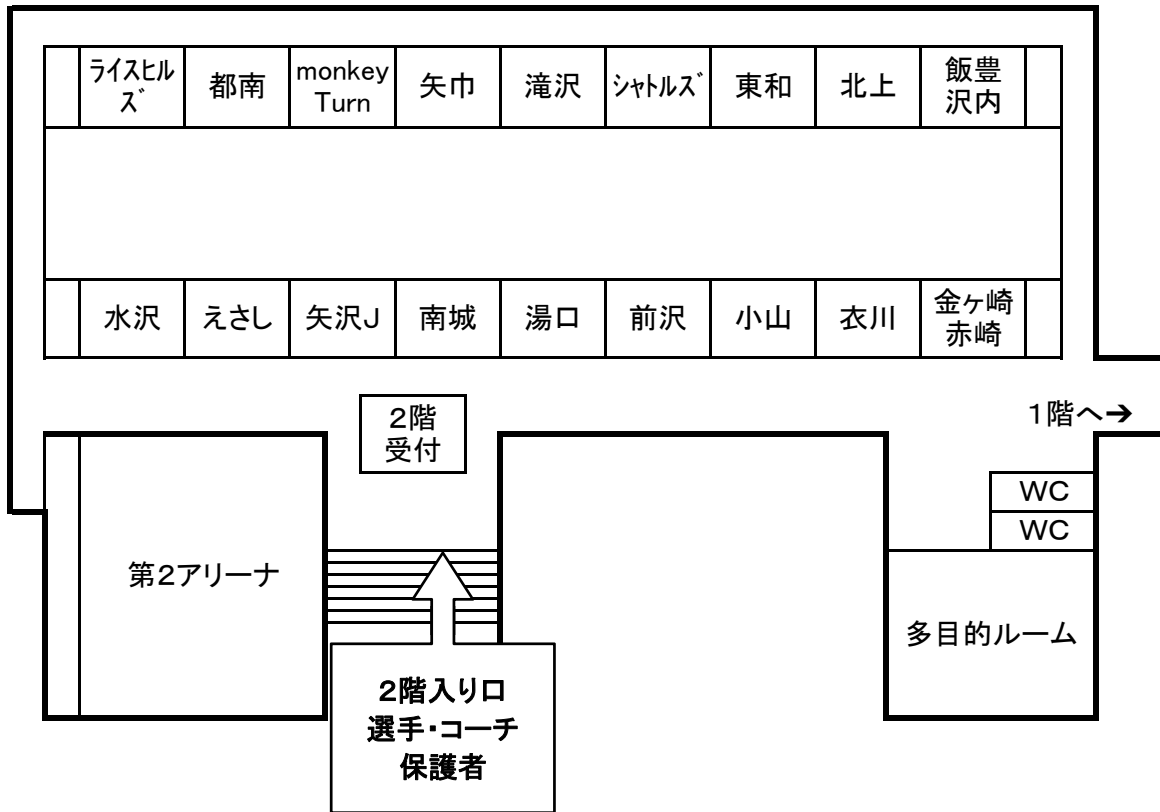 ライスヒル
ズ
都南
monkey
Turn
矢巾
滝沢
シャトルズ
東和
北上
飯豊
沢内
水沢
えさし
矢沢J
南城
湯口
前沢
小山
衣川
金ヶ崎
赤崎
2階
受付
1階へ➔
WC
WC
第2アリーナ
多目的ルーム
2階入り口
選手・コーチ
保護者